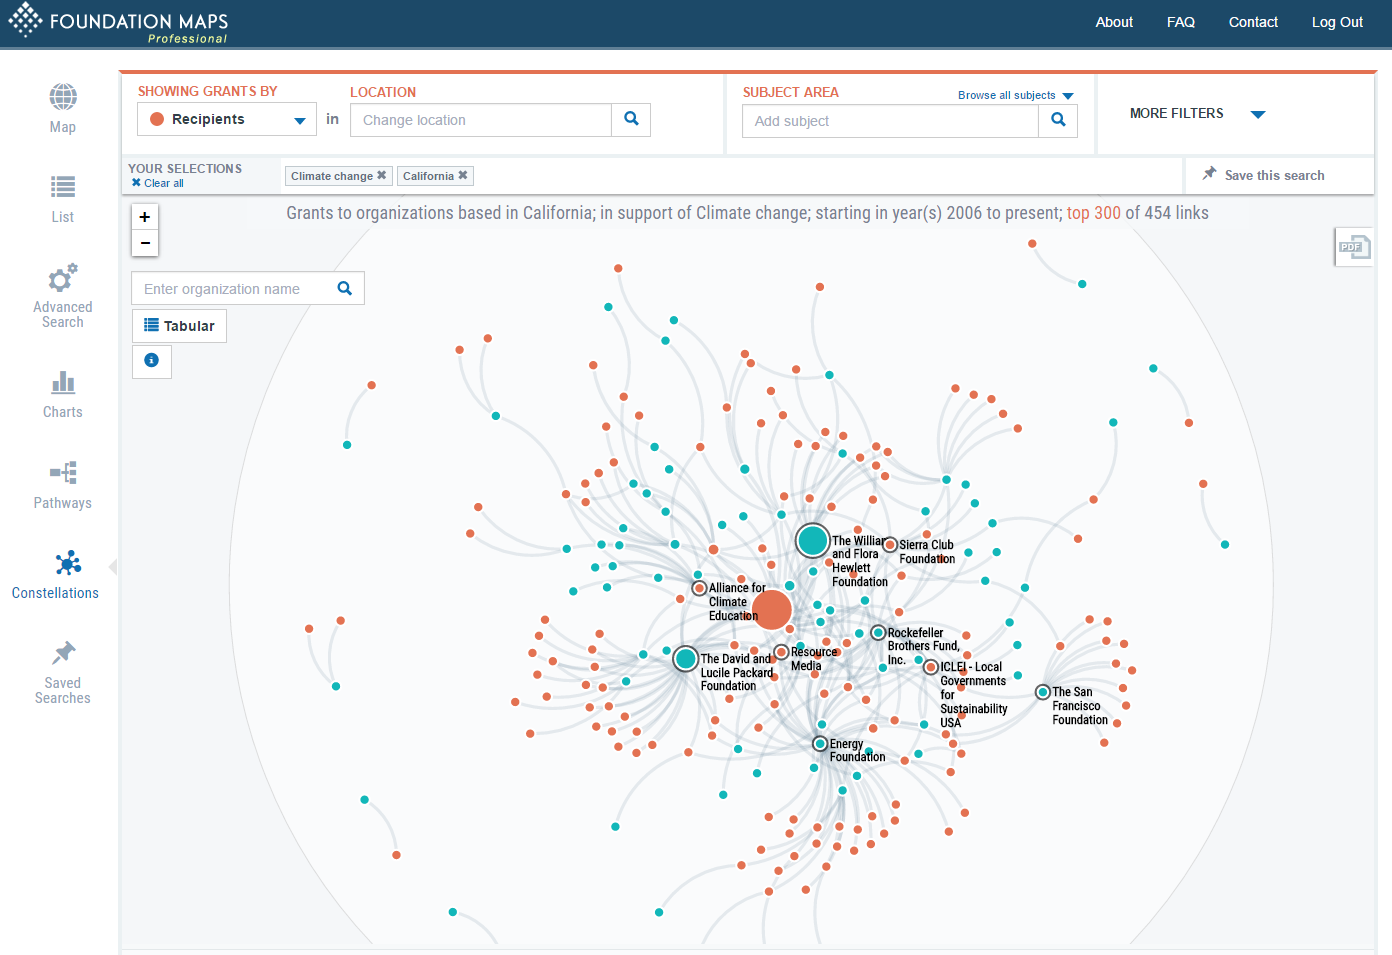 FOUNDATION MAPS
Professional
About
FAQ
Contact
Log Out
Map
List
Advanced
Search
Charts
Pathways
Constellations
Saved
Searches
SHOWING GRANTS BY
Recipients
in
LOCATION
Change location
SUBJECT AREA
Browse all subjects
Add subject
MORE FILTERS
YOUR SELECTIONS
Clear all
Climate change
California
Save this search
+
−
Grants to organizations based in California; in support of Climate change; starting in year(s) 2006 to present; top 300 of 454 links
PDF
Enter organization name
Tabular
The William
and Flora
Hewlett
Foundation
Sierra Club
Foundation
Alliance for
Climate
Education
Rockefeller
Brothers Fund,
Inc.
Resource
Media
The David and
Lucile Packard
Foundation
ICLEI - Local
Governments
for
Sustainability
USA
The San
Francisco
Foundation
Energy
Foundation